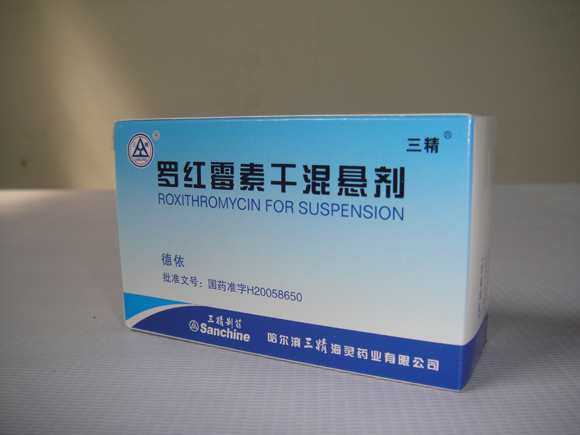 三精®
罗红霉素干混悬剂
ROXITHROMYCIN FOR SUSPENSION
德依
批准文号：国药准字H20058650
三精制药
Sanchine
哈尔滨三精海灵药业有限公司